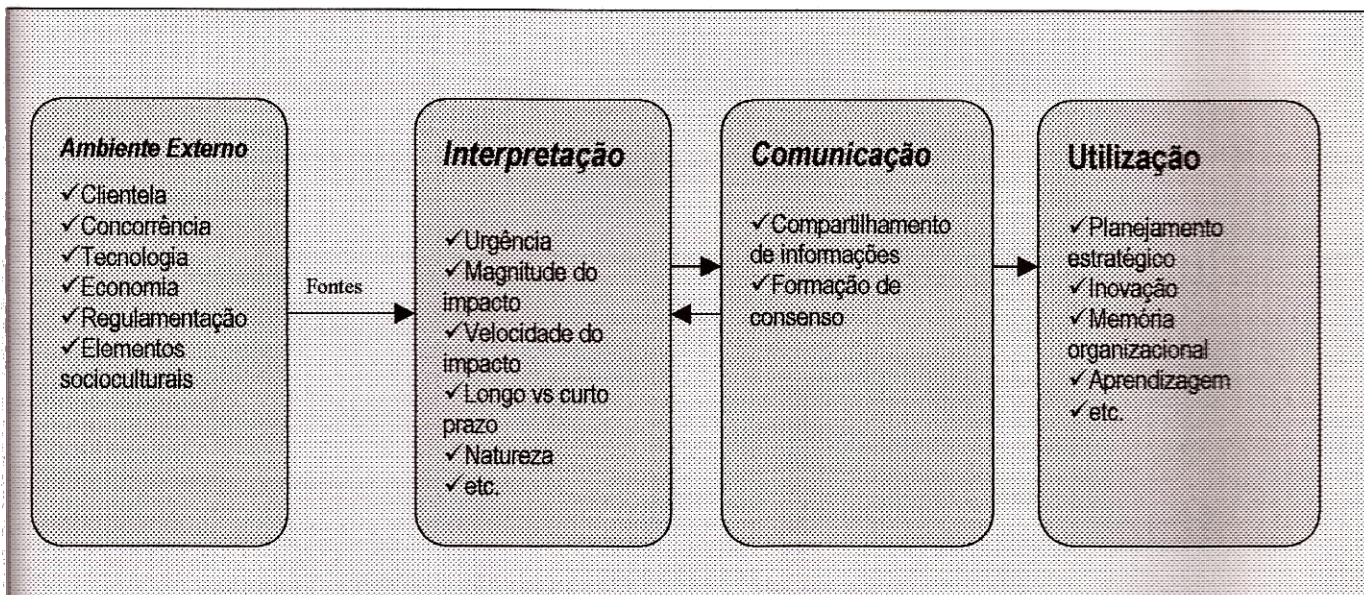 Ambiente Externo
✓Clientela
✓Concorrência
✓Tecnologia
✓Economia
✓Regulamentação
✓Elementos
socioculturais
Fontes
Interpretação
✓Urgência
✓Magnitude do
impacto
✓Velocidade do
impacto
✓Longo vs curto
prazo
✓Natureza
✓etc.
Comunicação
✓Compartilhamento
de informações
✓Formação de
consenso
Utilização
✓Planejamento
estratégico
✓Inovação
✓Memória
organizacional
✓Aprendizagem
✓etc.